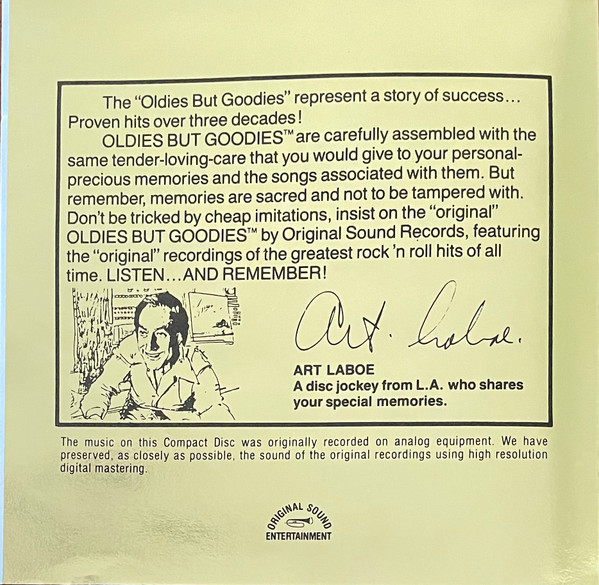 The "Oldies But Goodies" represent a story of success...
Proven hits over three decades!
OLDIES BUT GOODIES™ are carefully assembled with the
same tender-loving-care that you would give to your personal-
precious memories and the songs associated with them. But
remember, memories are sacred and not to be tampered with.
Don't be tricked by cheap imitations, insist on the "original"
OLDIES BUT GOODIES™ by Original Sound Records, featuring
the "original" recordings of the greatest rock 'n roll hits of all
time. LISTEN...AND REMEMBER!
Art. Laboe.
ART LABOE
A disc jockey from L.A. who shares
your special memories.
The music on this Compact Disc was originally recorded on analog equipment. We have
preserved, as closely as possible, the sound of the original recordings using high resolution
digital mastering.
ORIGINAL SOUND
ENTERTAINMENT